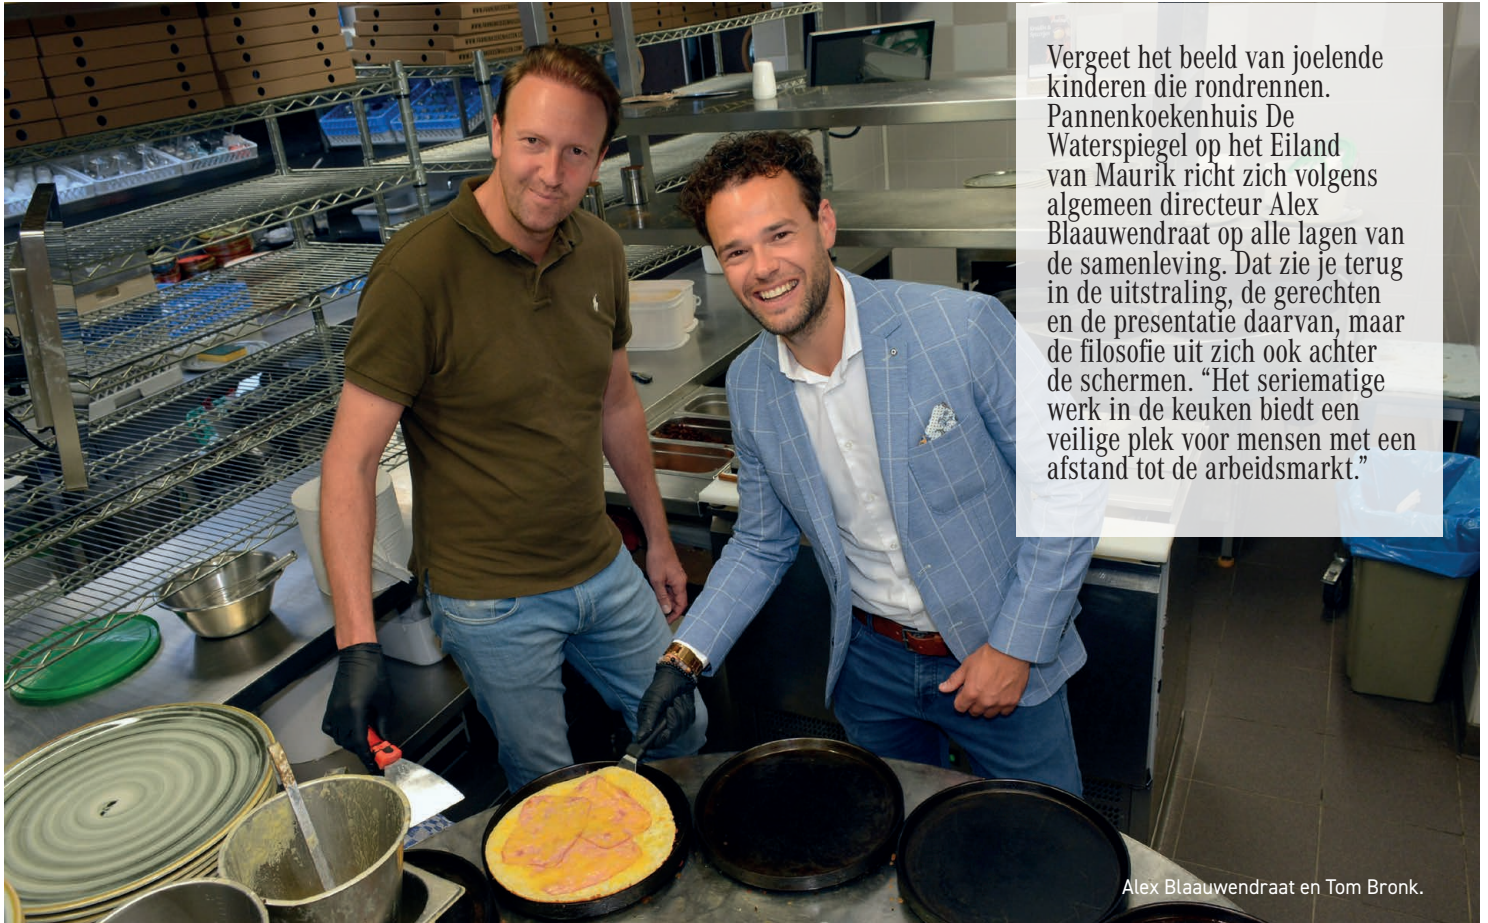 Vergeet het beeld van joelende
kinderen die rondrennen.
Pannenkoekenhuis De
Waterspiegel op het Eiland
van Maurik richt zich volgens
algemeen directeur Alex
Blaauwendraat op alle lagen van
de samenleving. Dat zie je terug
in de uitstraling, de gerechten
en de presentatie daarvan, maar
de filosofie uit zich ook achter
de schermen. “Het seriematige
werk in de keuken biedt een
veilige plek voor mensen met een
afstand tot de arbeidsmarkt.”
Alex Blaauwendraat en Tom Bronk.